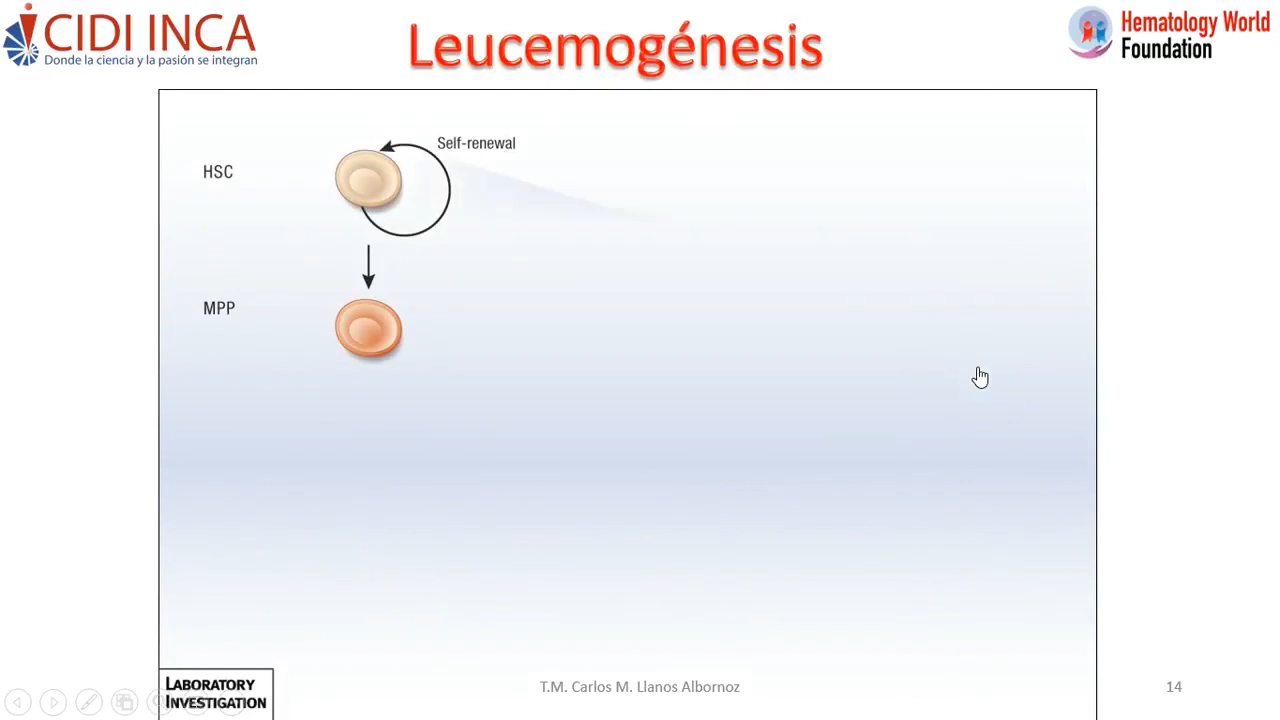 CIDI INCA
Donde la ciencia y la pasión se integran
Leucemogénesis
Hematology World
Foundation
Self-renewal
HSC
MPP
LABORATORY
INVESTIGATION
T.M. Carlos M. Llanos Albornoz
14